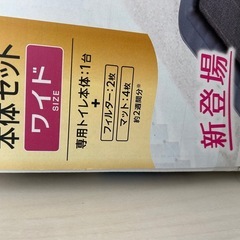 本体セット
ワイド
SIZE
専用トイレ本体:1台
+
フィルター:2枚
マット:4枚
約2週間分※
新登場